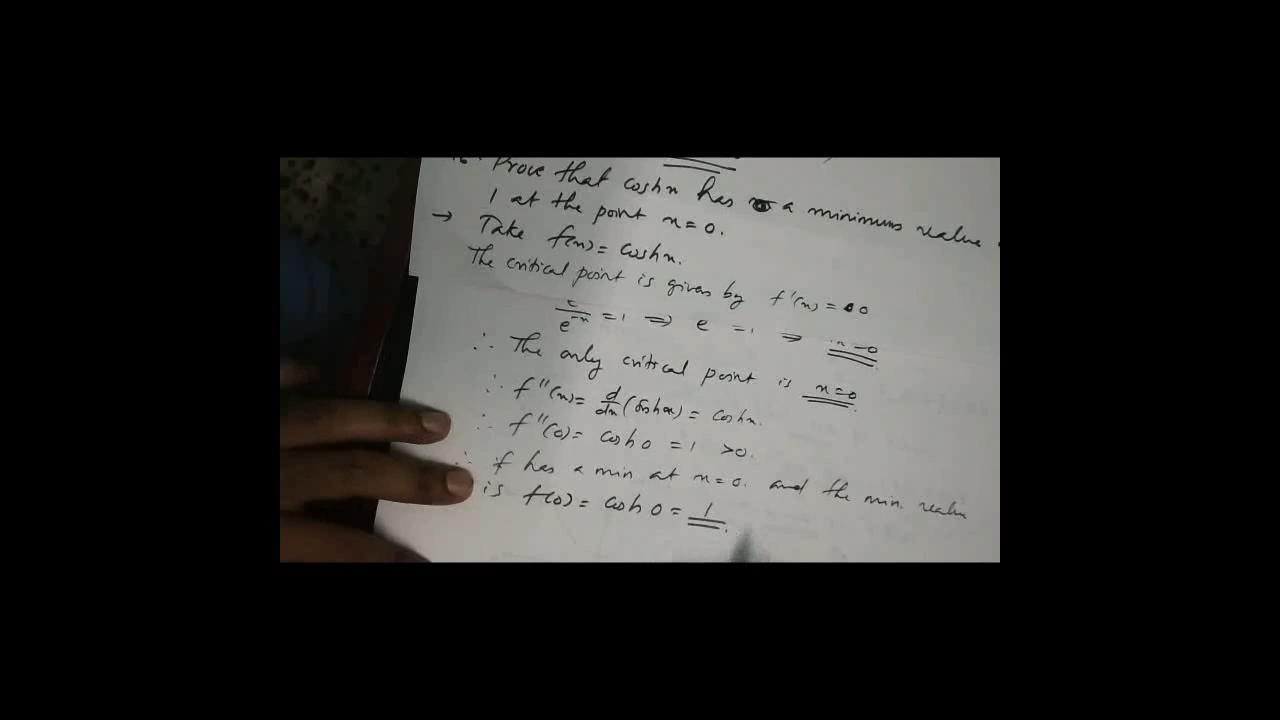 16. Prove that coshx has a minimum value
1 at the point x=0.
→ Take f(x) = coshx.
The critical point is given by f'(x) = 0
e/e⁻ˣ = 1 ⇒ e = 1 ⇒ x=0
∴ The only critical point is x=0
∴ f''(x) = d/dx (sinhx) = coshx.
∴ f''(0) = cosh0 = 1 >0.
∴ f has a min at x=0. and the min. value
is f(0) = cosh 0 = 1.